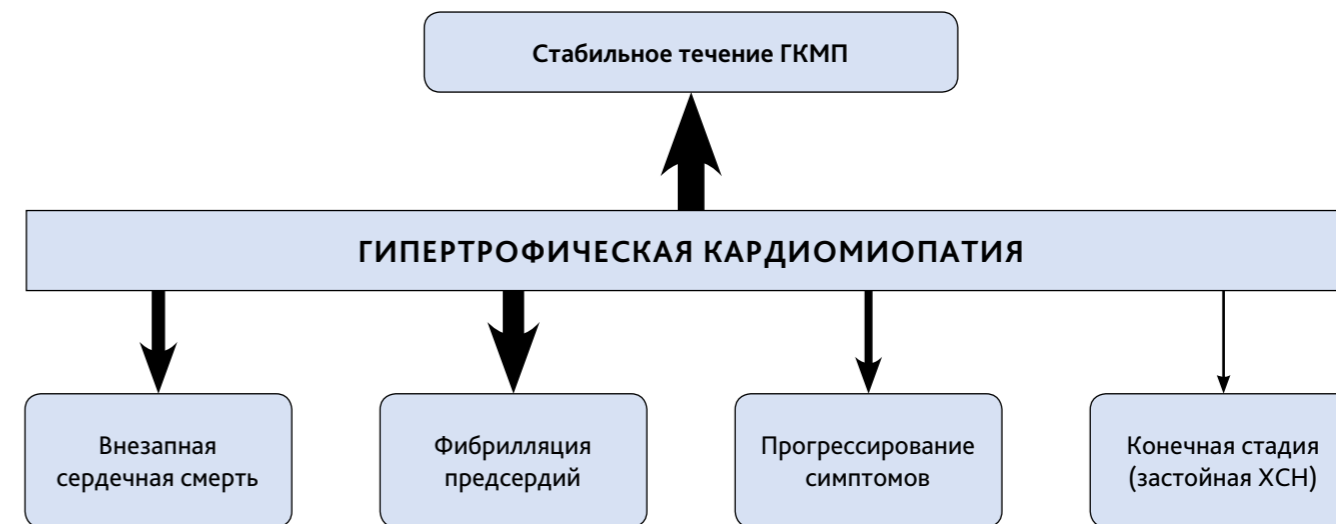 Стабильное течение ГКМП
ГИПЕРТРОФИЧЕСКАЯ КАРДИОМИОПАТИЯ
Внезапная
сердечная смерть
Фибрилляция
предсердий
Прогрессирование
симптомов
Конечная стадия
(застойная ХСН)